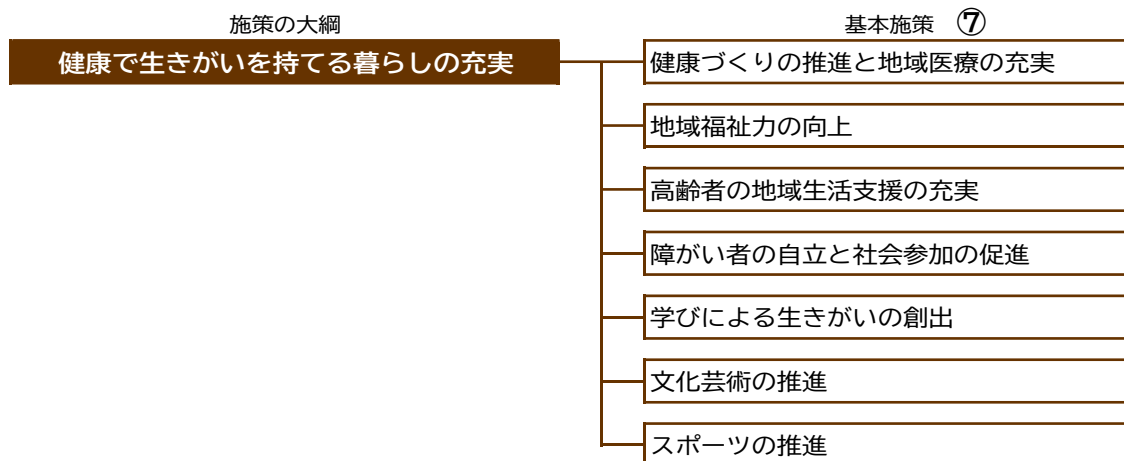 施策の大綱
基本施策 ⑦
健康で生きがいを持てる暮らしの充実
健康づくりの推進と地域医療の充実
地域福祉力の向上
高齢者の地域生活支援の充実
障がい者の自立と社会参加の促進
学びによる生きがいの創出
文化芸術の推進
スポーツの推進